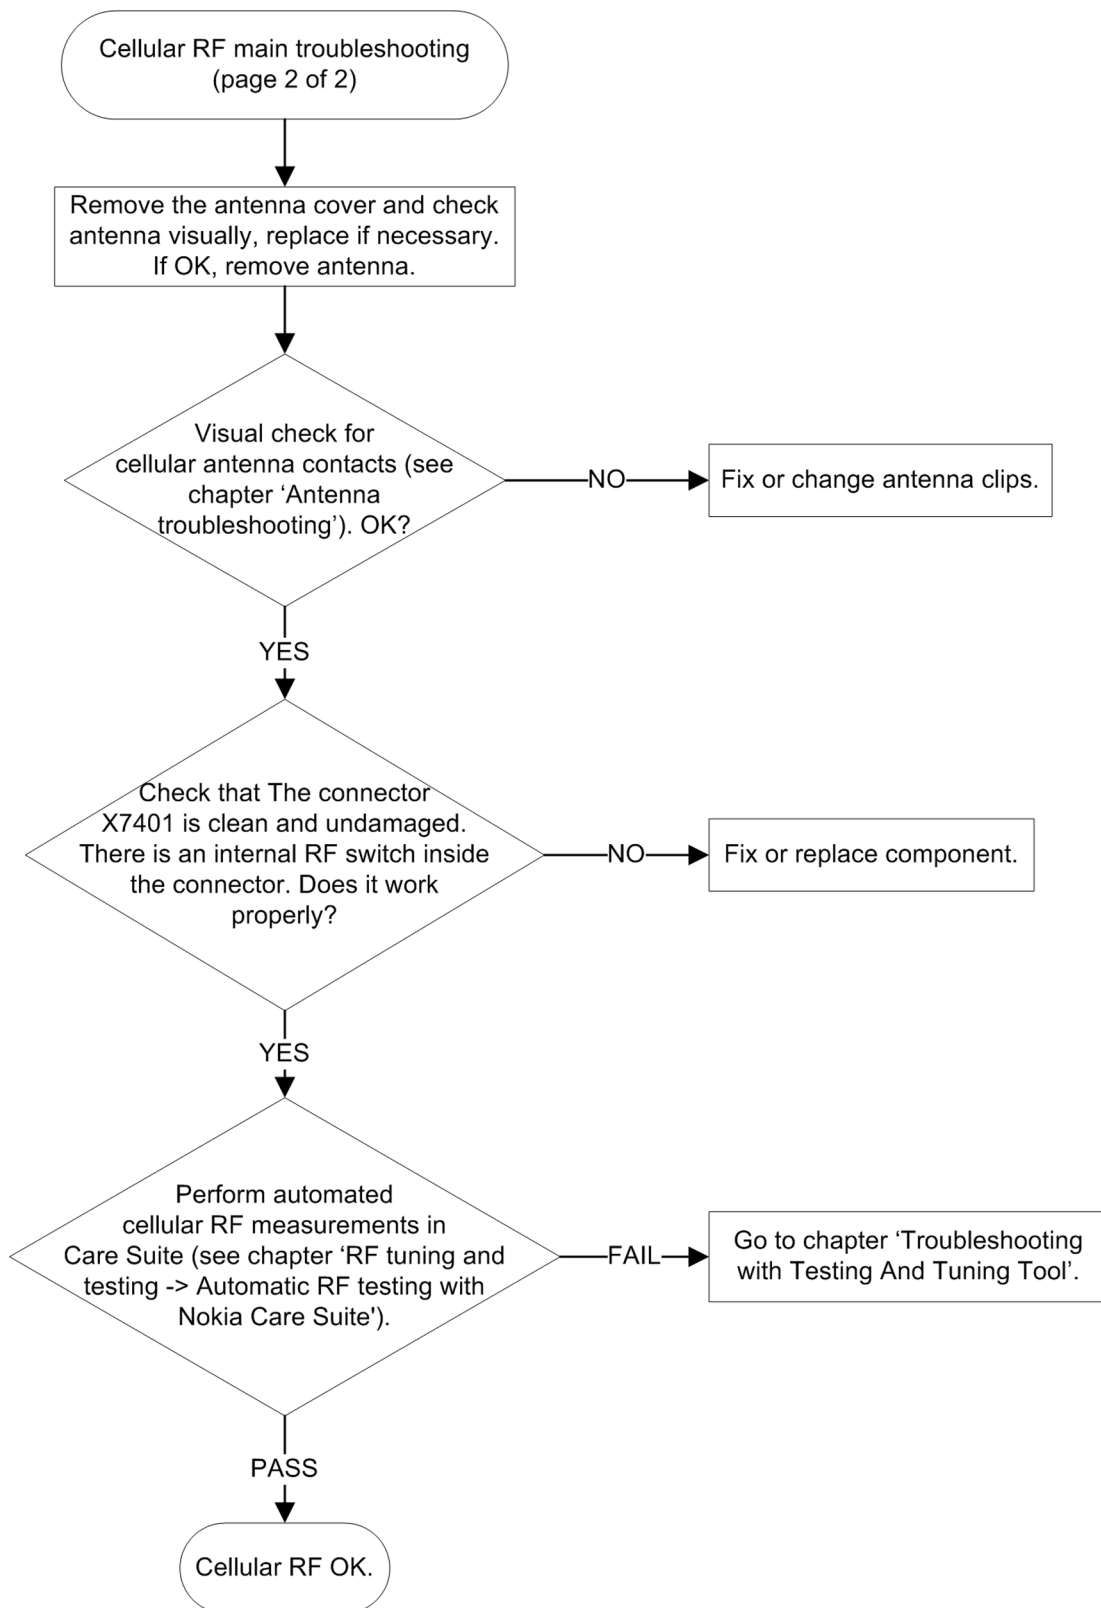 Cellular RF main troubleshooting
(page 2 of 2)
Remove the antenna cover and check
antenna visually, replace if necessary.
If OK, remove antenna.
Visual check for
cellular antenna contacts (see
chapter ‘Antenna
troubleshooting’). OK?
NO
Fix or change antenna clips.
YES
Check that The connector
X7401 is clean and undamaged.
There is an internal RF switch inside
the connector. Does it work
properly?
NO
Fix or replace component.
YES
Perform automated
cellular RF measurements in
Care Suite (see chapter ‘RF tuning and
testing -> Automatic RF testing with
Nokia Care Suite').
FAIL
Go to chapter ‘Troubleshooting
with Testing And Tuning Tool’.
PASS
Cellular RF OK.